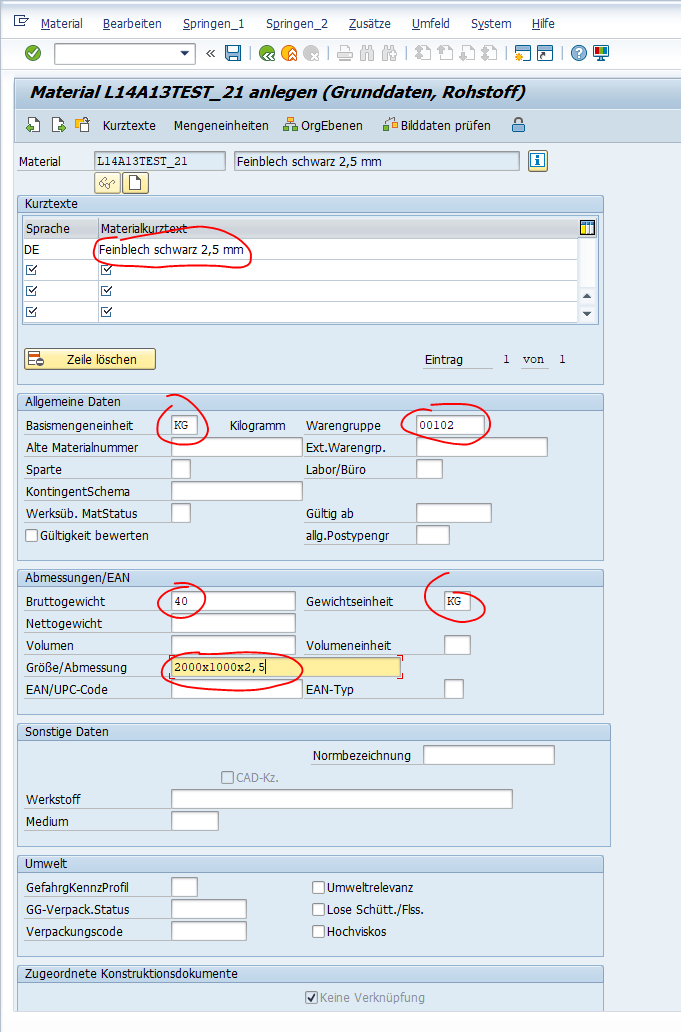 Material Bearbeiten Springen_1 Springen_2 Zusätze Umfeld System Hilfe
Material L14A13TEST_21 anlegen (Grunddaten, Rohstoff)
Kurztexte Mengeneinheiten OrgEbenen Bilddaten prüfen
Material L14A13TEST_21 Feinblech schwarz 2,5 mm
Kurztexte
Sprache Materialkurztext
DE Feinblech schwarz 2,5 mm
Zeile löschen Eintrag 1 von 1
Allgemeine Daten
Basismengeneinheit KG Kilogramm Warengruppe 00102
Alte Materialnummer Ext.Warengrp.
Sparte Labor/Büro
KontingentSchema
Werksüb. MatStatus Gültig ab
Gültigkeit bewerten allg.Postypengr
Abmessungen/EAN
Bruttogewicht 40 Gewichtseinheit KG
Nettogewicht
Volumen Volumeneinheit
Größe/Abmessung 2000x1000x2,5
EAN/UPC-Code EAN-Typ
Sonstige Daten
Normbezeichnung
CAD-Kz.
Werkstoff
Medium
Umwelt
GefahrgKennzProfil Umweltrelevanz
GG-Verpack.Status Lose Schütt./Flss.
Verpackungscode Hochviskos
Zugeordnete Konstruktionsdokumente
Keine Verknüpfung